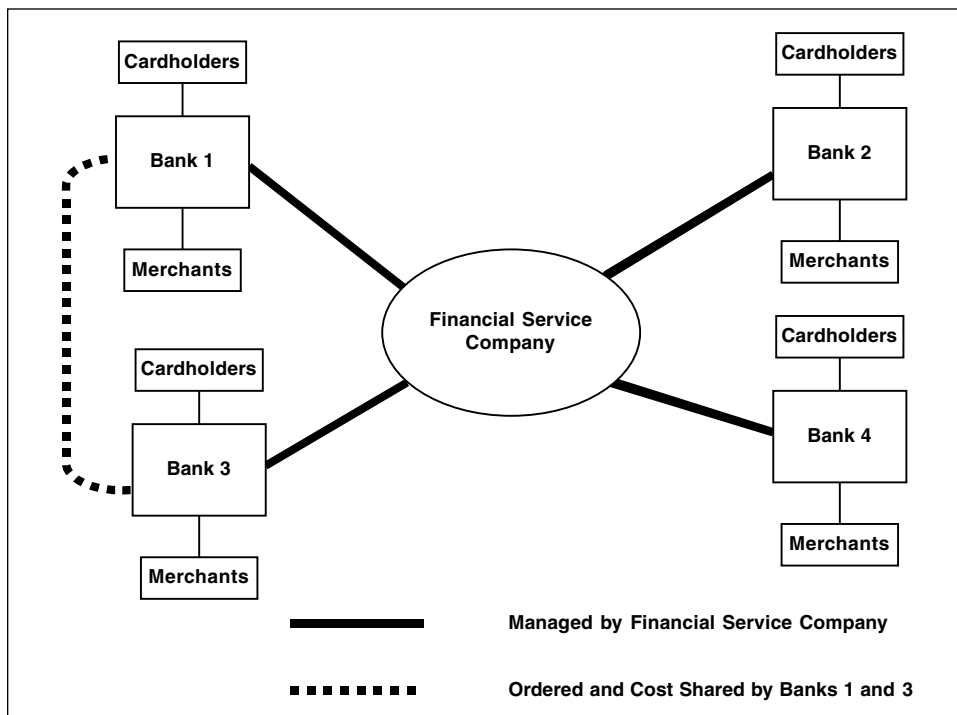 Cardholders
Bank 1
Merchants
Cardholders
Bank 2
Merchants
Financial Service
Company
Cardholders
Bank 3
Merchants
Cardholders
Bank 4
Merchants
Managed by Financial Service Company
Ordered and Cost Shared by Banks 1 and 3